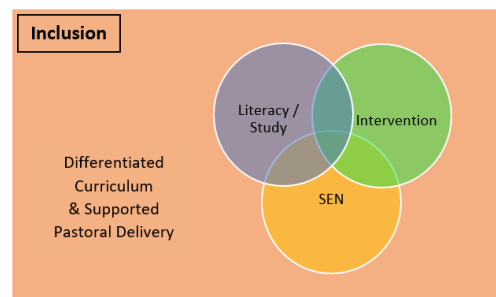 Inclusion
Literacy /
Study
Intervention
SEN
Differentiated
Curriculum
& Supported
Pastoral Delivery